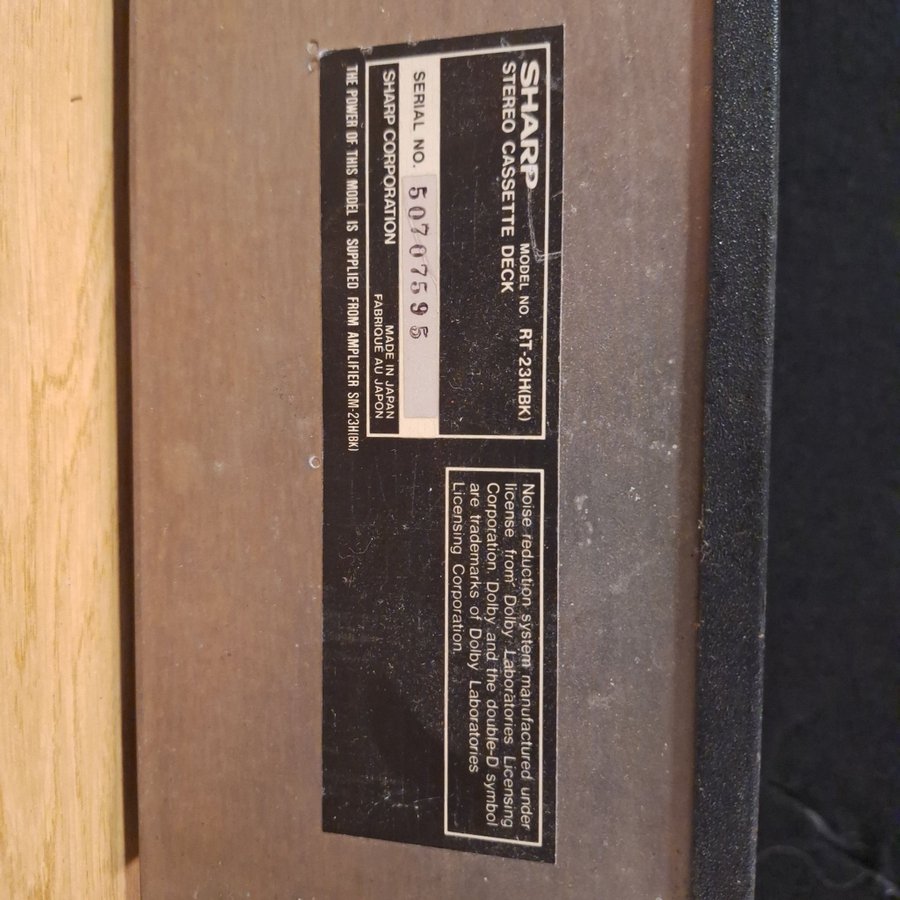 SHARP MODEL NO. RT-23H(BK)
STEREO CASSETTE DECK
SERIAL NO. 50707595
SHARP CORPORATION
MADE IN JAPAN
FABRIQUÉ AU JAPON
THE POWER OF THIS MODEL IS SUPPLIED FROM AMPLIFIER SM-23H(BK)
Noise reduction system manufactured under
license from Dolby Laboratories Licensing
Corporation. Dolby and the double-D symbol
are trademarks of Dolby Laboratories
Licensing Corporation.